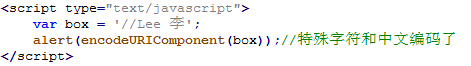 <script type="text/javascript">
var box = '//Lee 李';
alert(encodeURIComponent(box));//特殊字符和中文编码了
</script>